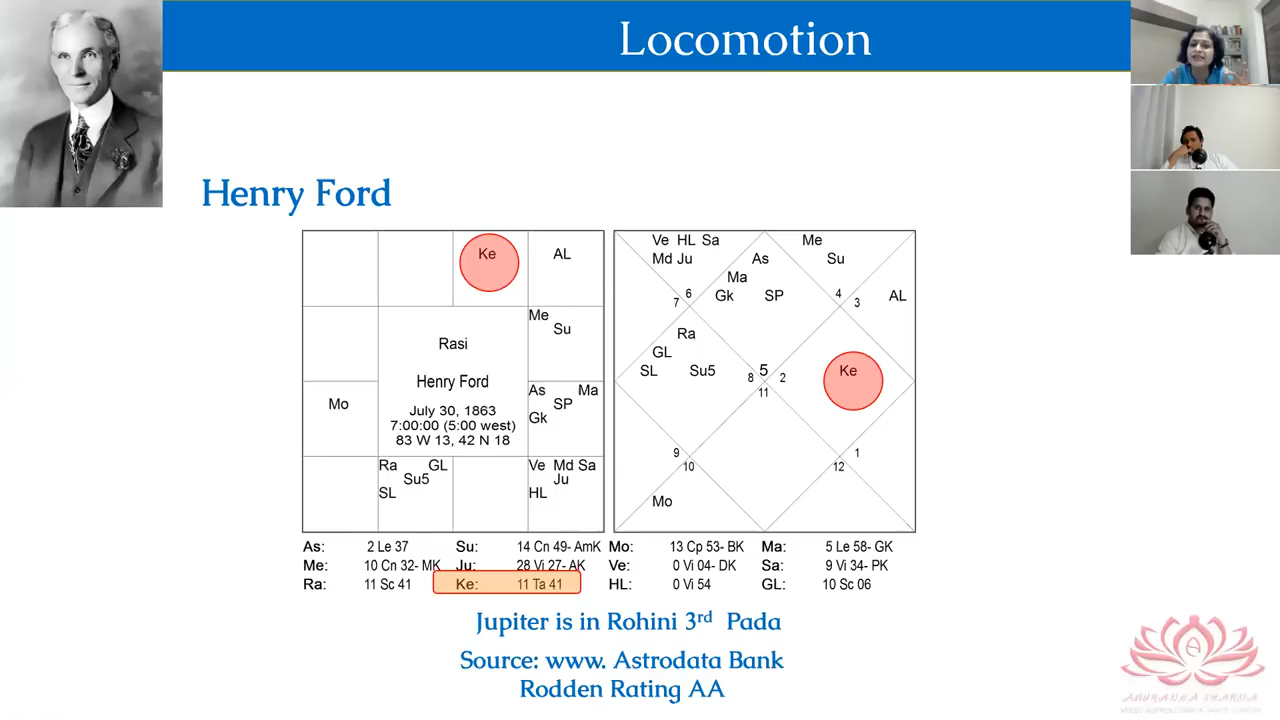 Locomotion
Henry Ford
Ke
AL
Me
Su
Rasi
Henry Ford
July 30, 1863
7:00:00 (5:00 west)
83 W 13, 42 N 18
Mo
As
Ma
SP
Gk
Ra
GL
Su5
SL
Ve
Md
Sa
Ju
HL
Ve HL Sa
Md Ju
As
Ma
Gk
SP
Me
Su
AL
6
7
4
3
Ra
GL
SL
Su5
8
5
2
11
Ke
9
10
1
12
Mo
As: 2 Le 37 Su: 14 Cn 49- AmK Mo: 13 Cp 53- BK Ma: 5 Le 58- GK
Me: 10 Cn 32- MK Ju: 28 Vi 27- AK Ve: 0 Vi 04- DK Sa: 9 Vi 34- PK
Ra: 11 Sc 41 Ke: 11 Ta 41 HL: 0 Vi 54 GL: 10 Sc 06
Jupiter is in Rohini 3rd Pada
Source: www. Astrodata Bank
Rodden Rating AA
ANURADHA SHARDA